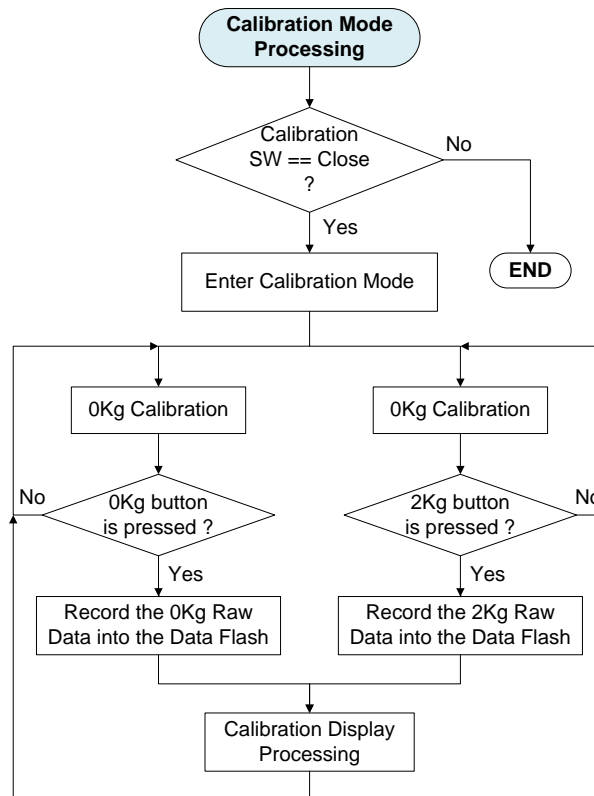 Calibration Mode
Processing
Calibration
SW == Close
?
No
Yes
END
Enter Calibration Mode
0Kg Calibration
0Kg Calibration
No
0Kg button
is pressed ?
2Kg button
is pressed ?
No
Yes
Yes
Record the 0Kg Raw
Data into the Data Flash
Record the 2Kg Raw
Data into the Data Flash
Calibration Display
Processing